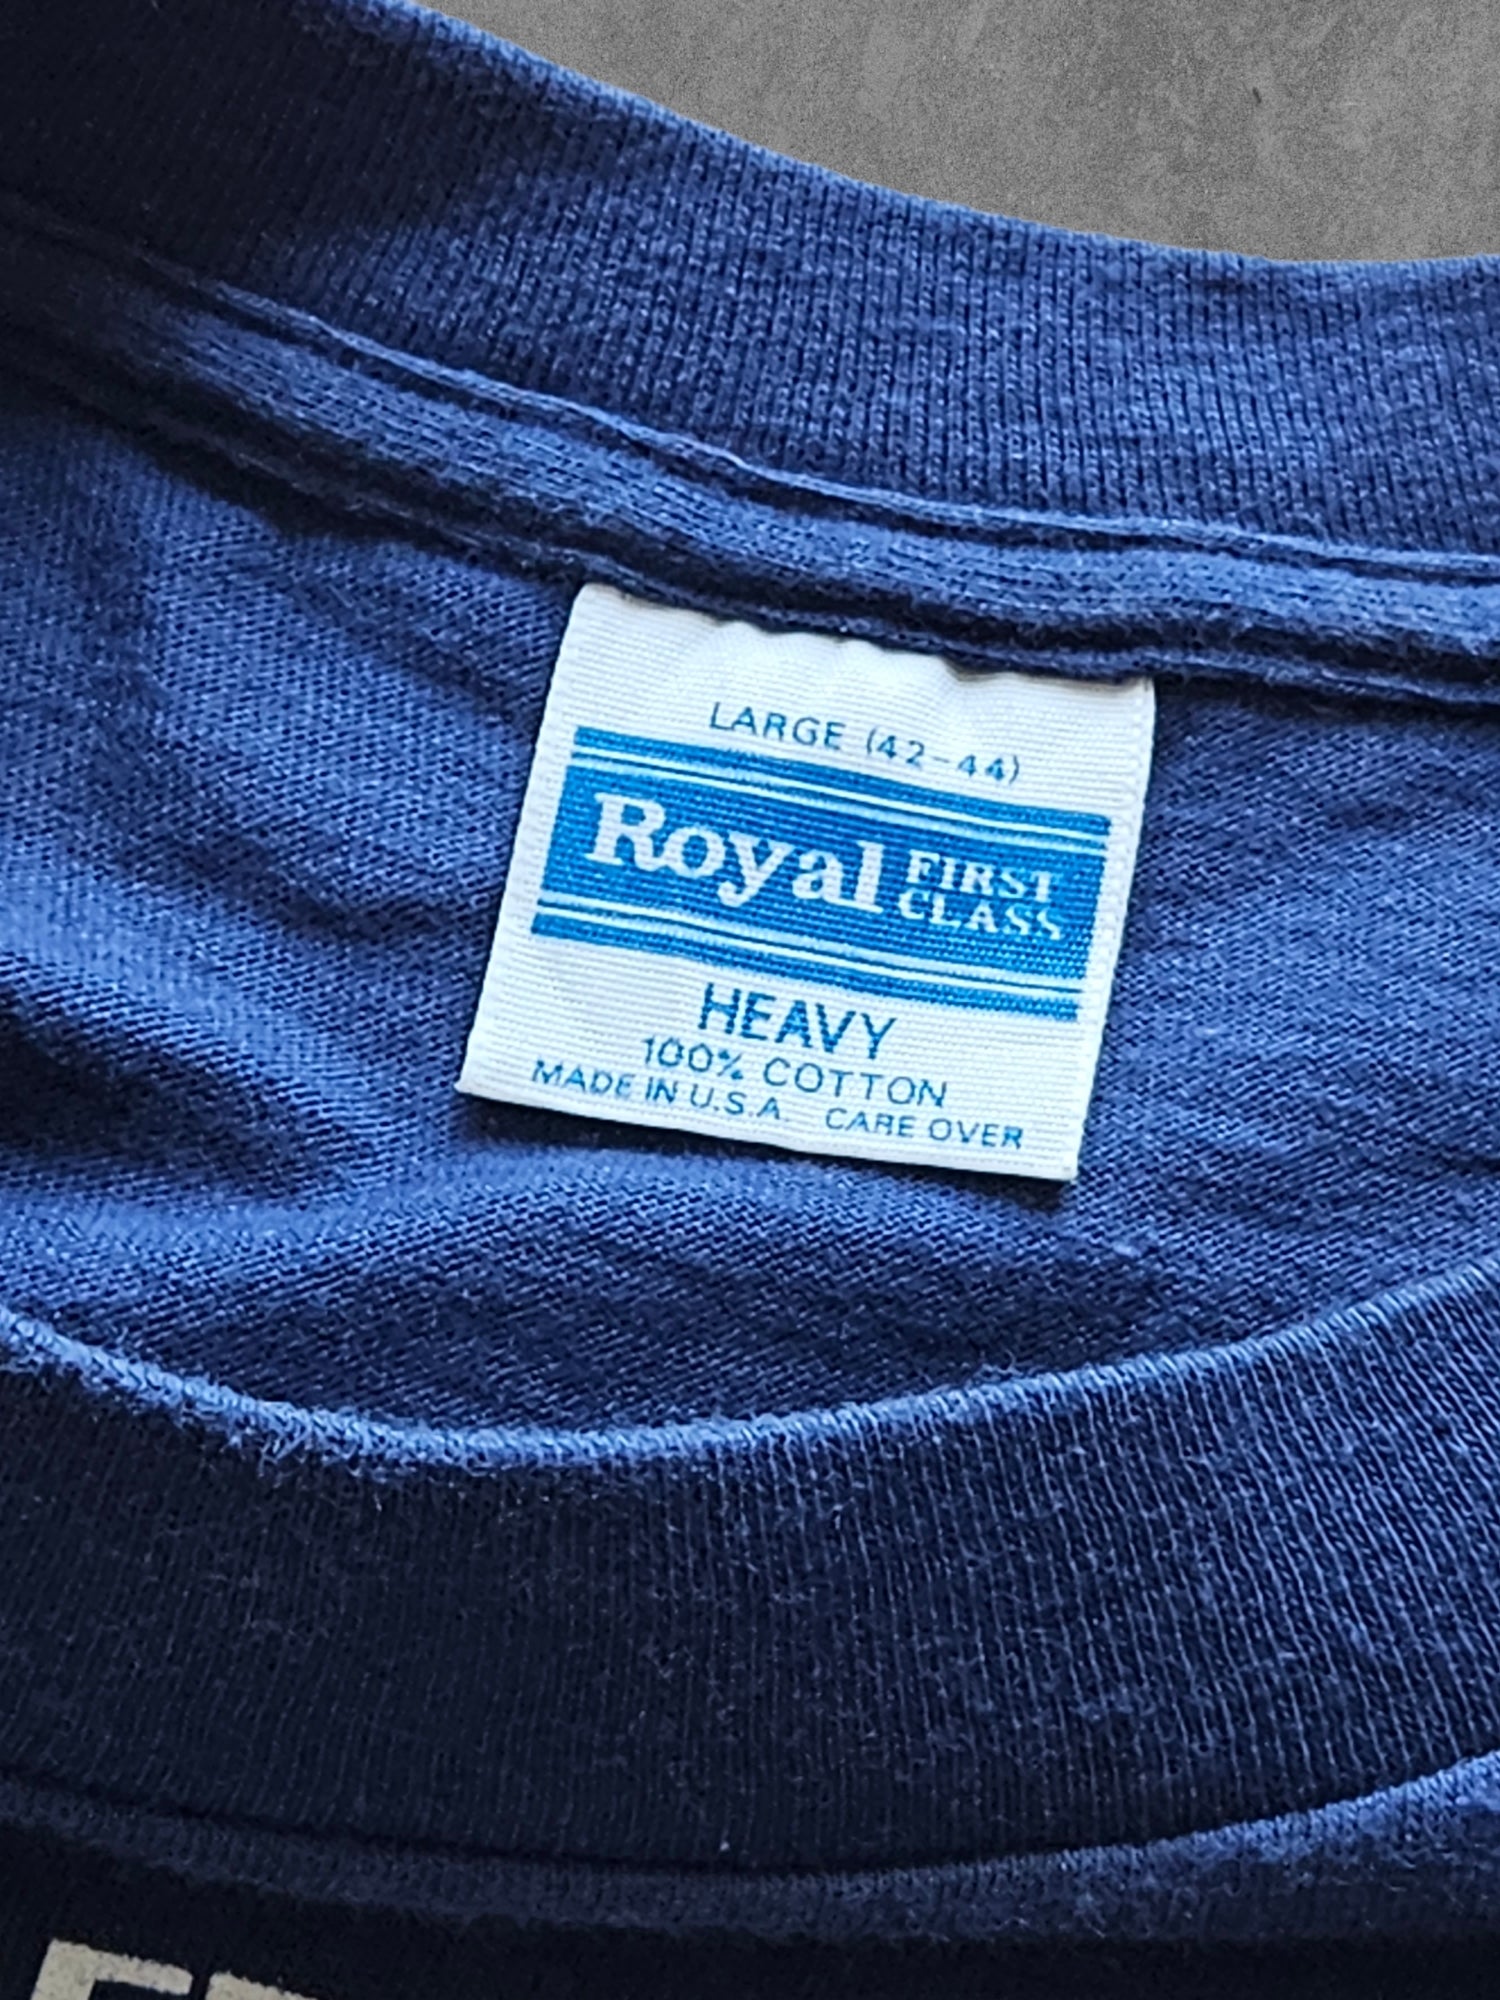 LARGE (42-44)
Royal FIRST
CLASS
HEAVY
100% COTTON
MADE IN U.S.A. CARE OVER